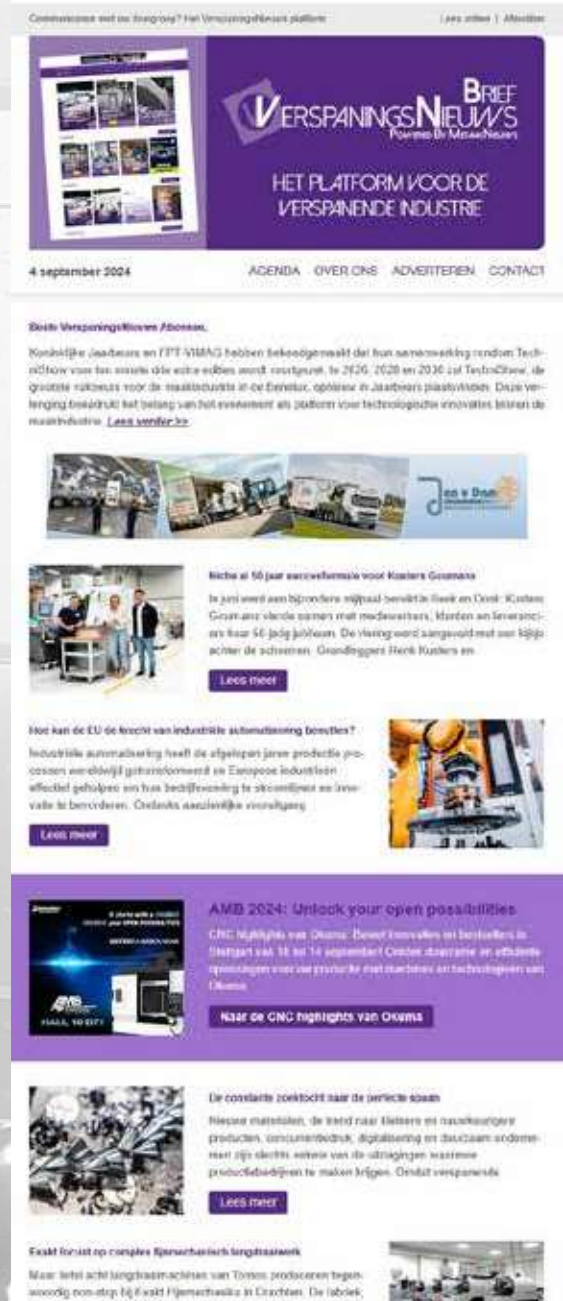 Communiceren met uw doelgroep? Het VerspaningsNieuws platform
Lees online | Afmelden
BRIEF
VERSPANINGSNIEUWS
POWERED BY METAALNIEUWS
HET PLATFORM VOOR DE
VERSPANENDE INDUSTRIE
4 september 2024
AGENDA OVER ONS ADVERTEREN CONTACT
Beste VerspaningsNieuws Abonnee,
Koninklijke Jaarbeurs en FPT-VIMAG hebben bekendgemaakt dat hun samenwerking rondom Tech-
niShow voor ten minste drie extra edities wordt voortgezet. In 2026, 2028 en 2030 zal TechniShow, de
grootste vakbeurs voor de maakindustrie in de Benelux, opnieuw in Jaarbeurs plaatsvinden. Deze ver-
lenging benadrukt het belang van het evenement als platform voor technologische innovaties binnen de
maakindustrie. Lees verder >>
Niche al 50 jaar succesformule voor Kusters Goumans
In juni werd een bijzondere mijlpaal bereikt in Beek en Donk: Kusters
Goumans vierde samen met medewerkers, klanten en leveranci-
ers haar 50-jarig jubileum. De viering werd aangevuld met een kijkje
achter de schermen. Grondleggers Henk Kusters en
Lees meer
Hoe kan de EU de kracht van industriële automatisering benutten?
Industriële automatisering heeft de afgelopen jaren productie pro-
cessen wereldwijd getransformeerd en Europese industrieën
effectief geholpen om hun bedrijfsvoering te stroomlijnen en inno-
vatie te bevorderen. Ondanks aanzienlijke vooruitgang
Lees meer
AMB
HALL 10 D71
AMB 2024: Unlock your open possibilities
CNC highlights van Okuma: Beleef innovaties en bestsellers in
Stuttgart van 10 tot 14 september! Ontdek duurzame en efficiënte
oplossingen voor uw productie met machines en technologieën van
Okuma
Naar de CNC highlights van Okuma
De constante zoektocht naar de perfecte spaan
Nieuwe materialen, de trend naar kleinere en nauwkeurigere
producten, concurrentiedruk, digitalisering en duurzaam onderne-
men zijn slechts enkele van de uitdagingen waarmee
productiebedrijven te maken krijgen. Omdat verspanende
Lees meer
Exakt focust op complex fijnmechanisch langdraaiwerk
Maar liefst acht langdraaimachines van Tornos produceren tegen-
woordig non-stop bij Exakt Fijnmechanika in Drachten. De fabriek,